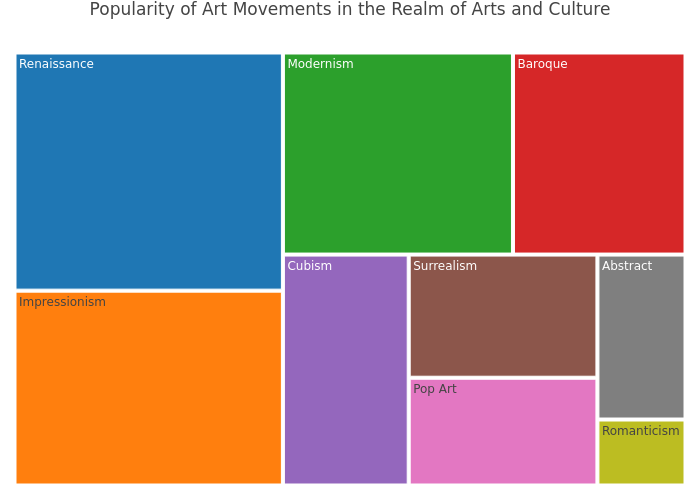 Popularity of Art Movements in the Realm of Arts and Culture
Renaissance
Modernism
Baroque
Cubism
Surrealism
Abstract
Impressionism
Pop Art
Romanticism